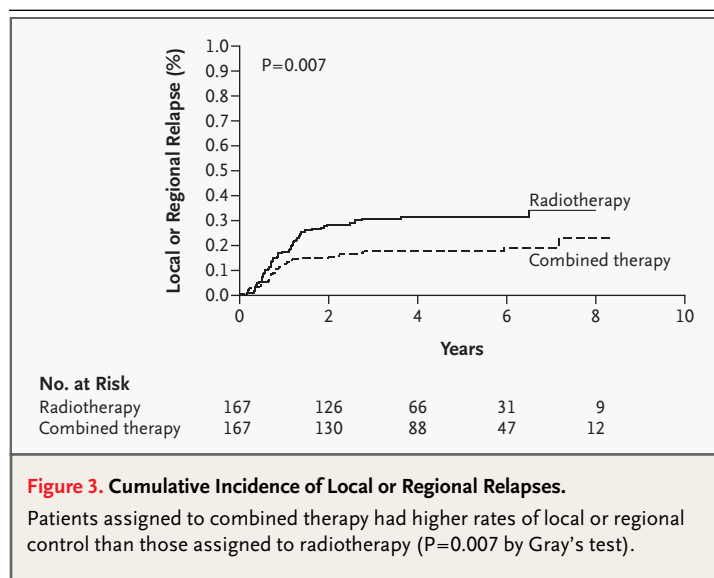 Local or Regional Relapse (%)
1.0
0.9
0.8
0.7
0.6
0.5
0.4
0.3
0.2
0.1
0.0
P=0.007
Radiotherapy
Combined therapy
0 2 4 6 8 10
Years
No. at Risk
Radiotherapy 167 126 66 31 9
Combined therapy 167 130 88 47 12
Figure 3. Cumulative Incidence of Local or Regional Relapses.
Patients assigned to combined therapy had higher rates of local or regional
control than those assigned to radiotherapy (P=0.007 by Gray’s test).